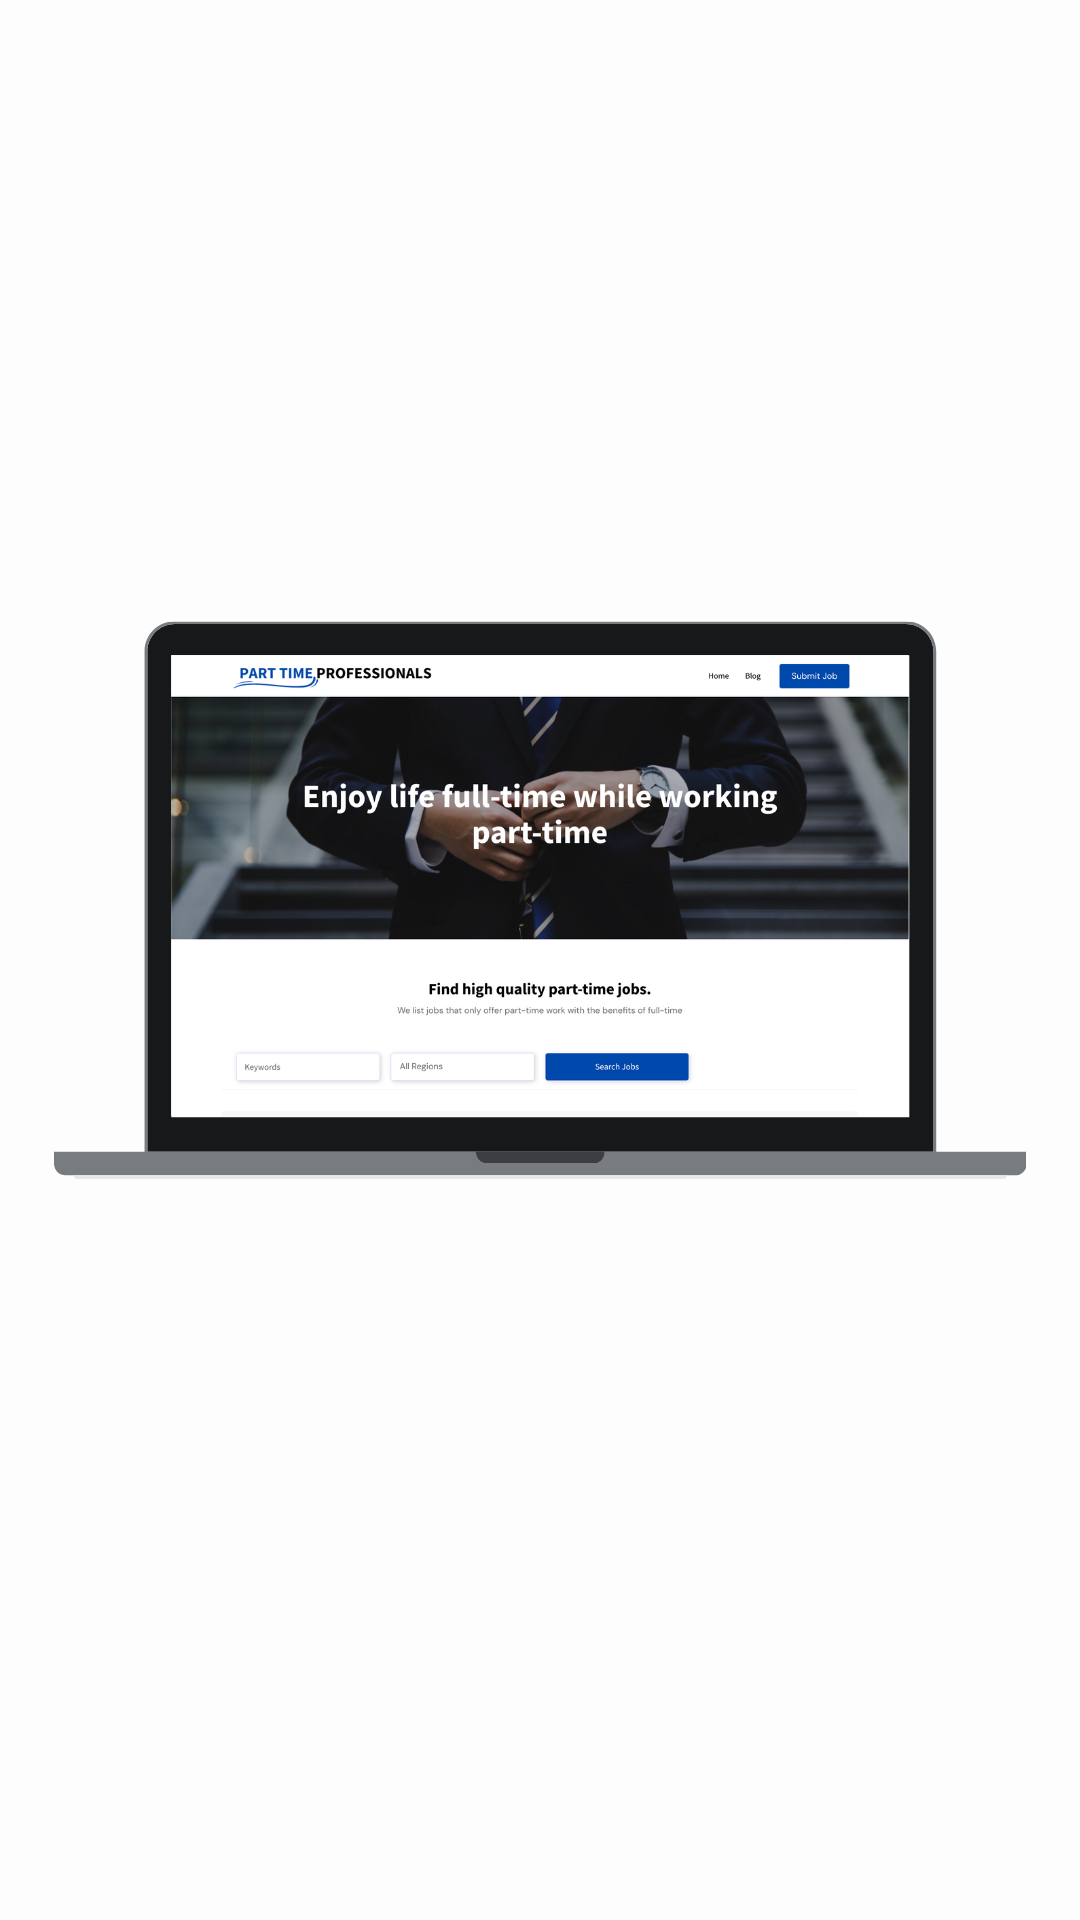 PART TIME PROFESSIONALS
Home
Blog
Submit Job
Enjoy life full-time while working
part-time
Find high quality part-time jobs.
We list jobs that only offer part-time work with the benefits of full-time
Keywords
All Regions
Search Jobs